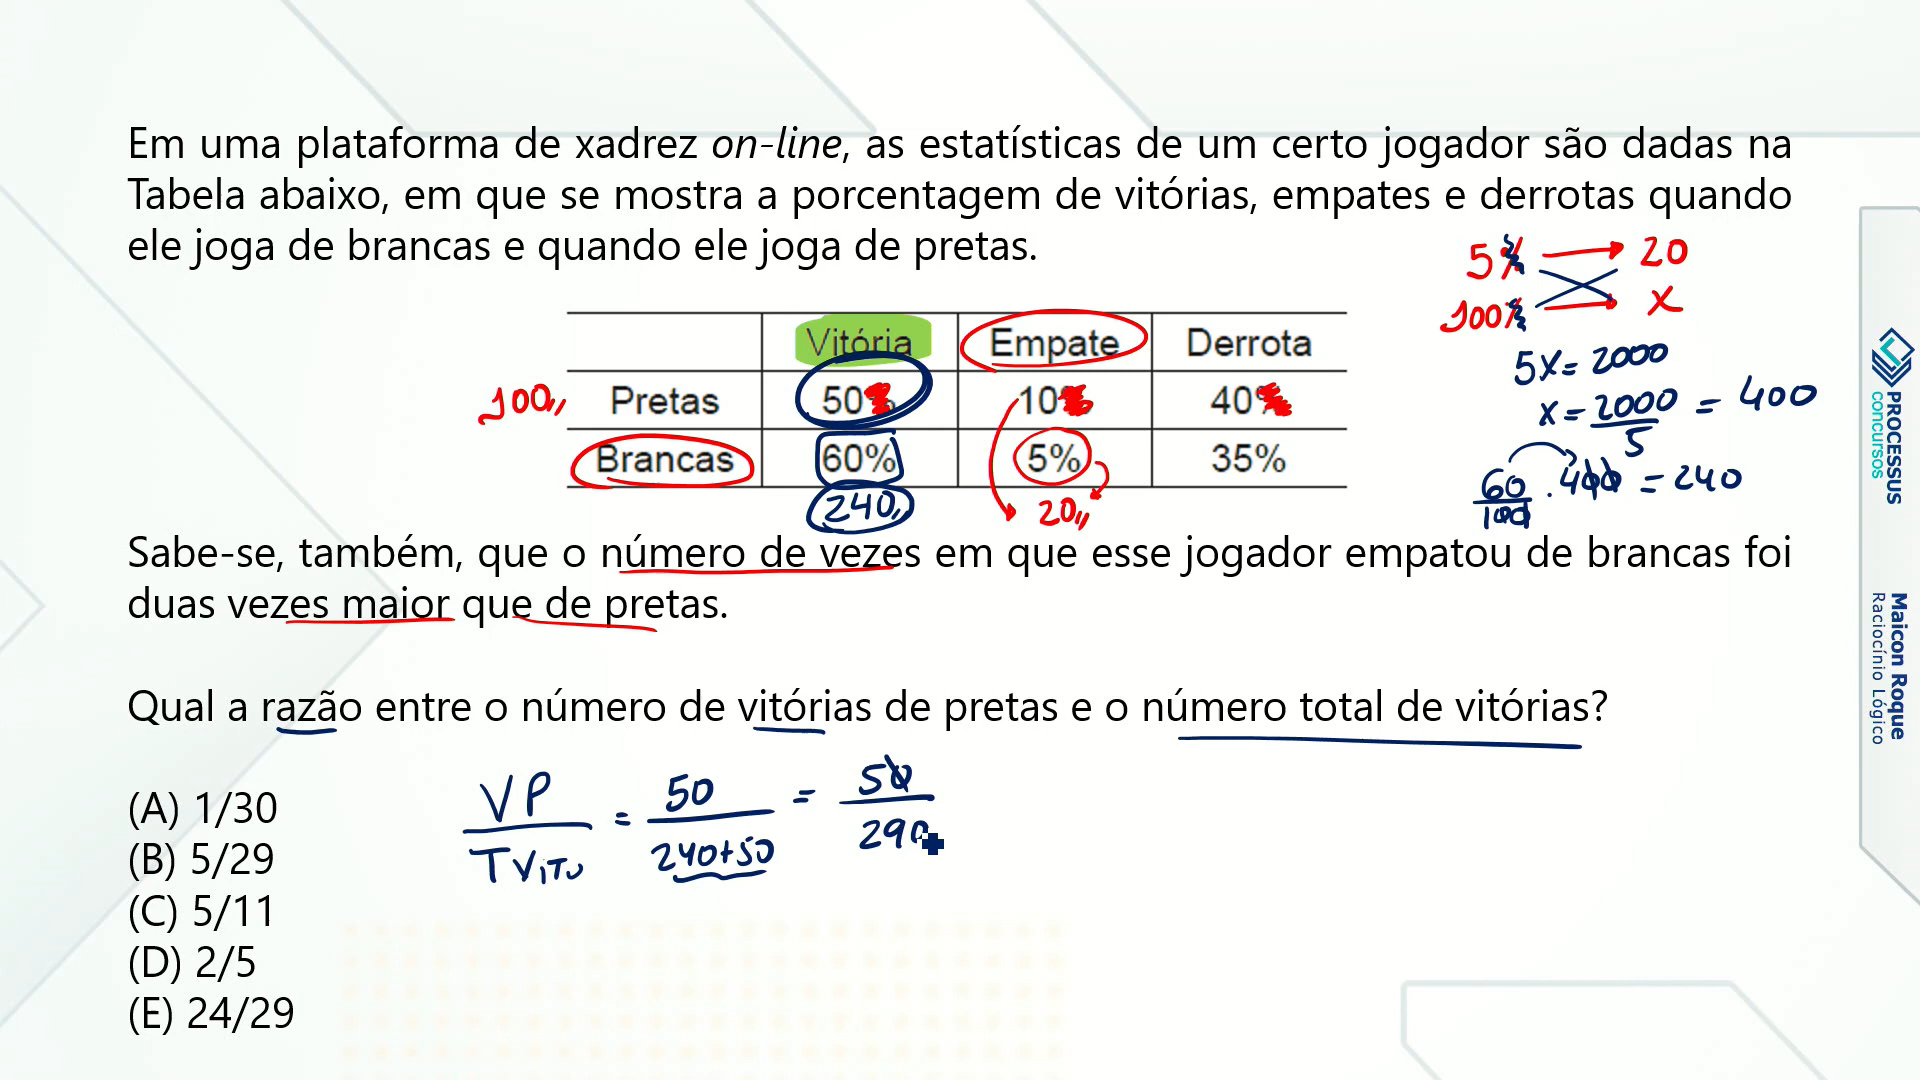 Em uma plataforma de xadrez on-line, as estatísticas de um certo jogador são dadas na
Tabela abaixo, em que se mostra a porcentagem de vitórias, empates e derrotas quando
ele joga de brancas e quando ele joga de pretas.
Vitória Empate Derrota
100,, Pretas 50% 10% 40%
Brancas 60% 5% 35%
240,, 20,,
5% 20
100% x
5x = 2000
x = 2000/5 = 400
60/100 . 400 = 240
Sabe-se, também, que o número de vezes em que esse jogador empatou de brancas foi
duas vezes maior que de pretas.
Qual a razão entre o número de vitórias de pretas e o número total de vitórias?
VP/TVITU = 50/240+50 = 50/290
(A) 1/30
(B) 5/29
(C) 5/11
(D) 2/5
(E) 24/29
PROCESSUS
concursos
Maicon Roque
Raciocínio Lógico